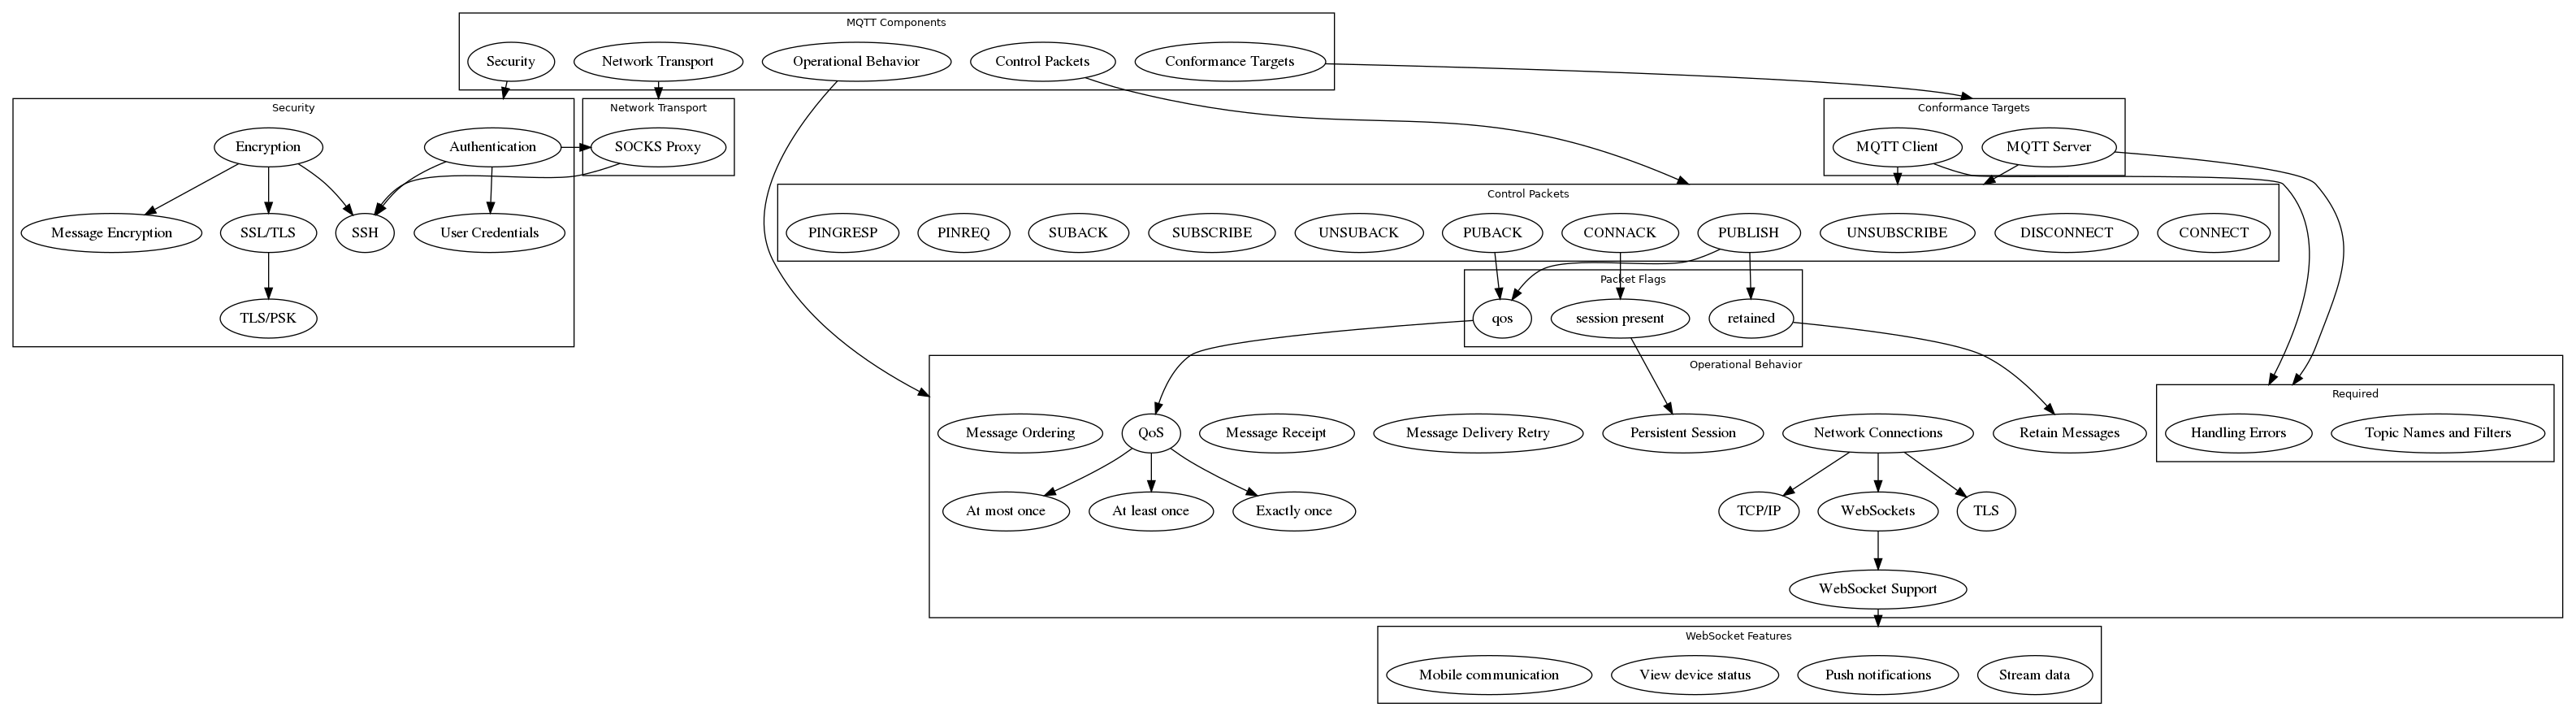 MQTT Components
Security
Network Transport
Operational Behavior
Control Packets
Conformance Targets
Security
Network Transport
Conformance Targets
Encryption
Authentication
SOCKS Proxy
MQTT Client
MQTT Server
Control Packets
Message Encryption
SSL/TLS
SSH
User Credentials
PINGRESP
PINREQ
SUBACK
SUBSCRIBE
UNSUBACK
PUBACK
CONNACK
PUBLISH
UNSUBSCRIBE
DISCONNECT
CONNECT
Packet Flags
TLS/PSK
qos
session present
retained
Operational Behavior
Required
Message Ordering
QoS
Message Receipt
Message Delivery Retry
Persistent Session
Network Connections
Retain Messages
Handling Errors
Topic Names and Filters
At most once
At least once
Exactly once
TCP/IP
WebSockets
TLS
WebSocket Support
WebSocket Features
Mobile communication
View device status
Push notifications
Stream data